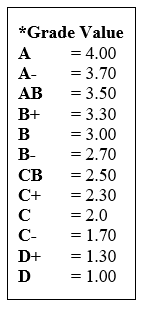 *Grade Value
A = 4.00
A- = 3.70
AB = 3.50
B+ = 3.30
B = 3.00
B- = 2.70
CB = 2.50
C+ = 2.30
C = 2.0
C- = 1.70
D+ = 1.30
D = 1.00